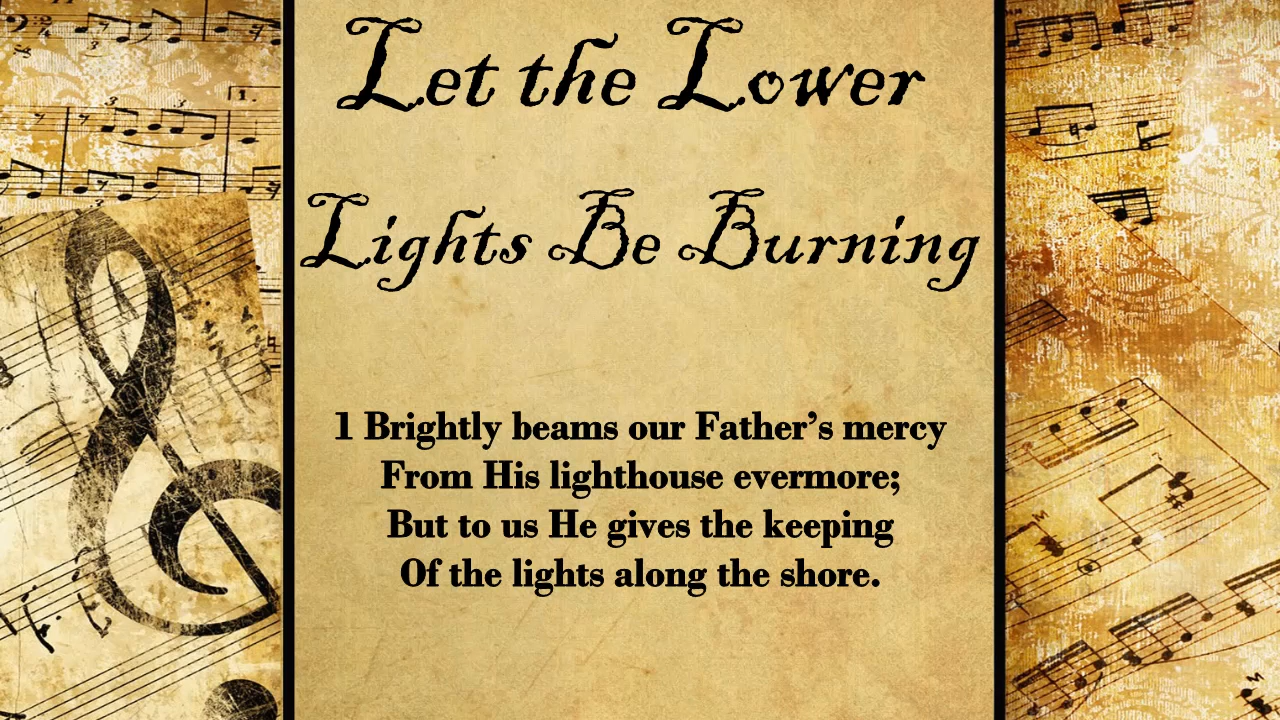 Let the Lower
Lights Be Burning
1 Brightly beams our Father’s mercy
From His lighthouse evermore;
But to us He gives the keeping
Of the lights along the shore.